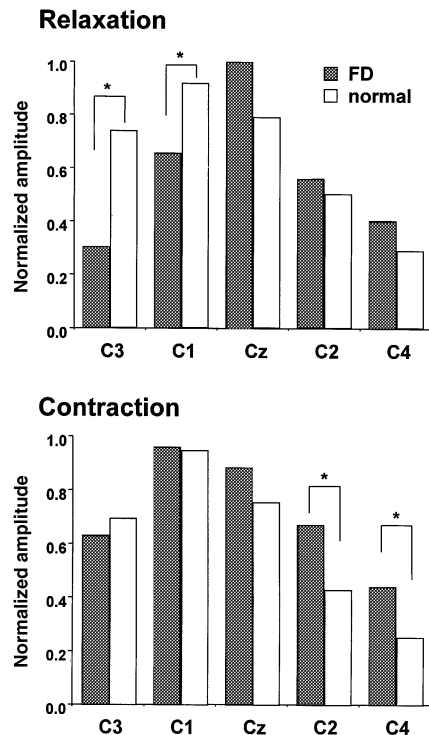 Relaxation
Normalized amplitude
1.0
0.8
0.6
0.4
0.2
0.0
*
*
FD
normal
C3 C1 Cz C2 C4
Contraction
Normalized amplitude
1.0
0.8
0.6
0.4
0.2
0.0
*
*
C3 C1 Cz C2 C4